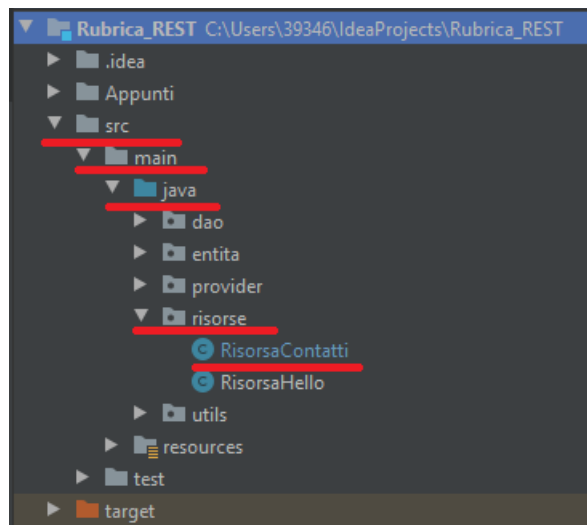 Rubrica_REST C:\Users\39346\IdeaProjects\Rubrica_REST
.idea
Appunti
src
main
java
dao
entita
provider
risorse
C RisorsaContatti
C RisorsaHello
utils
resources
test
target